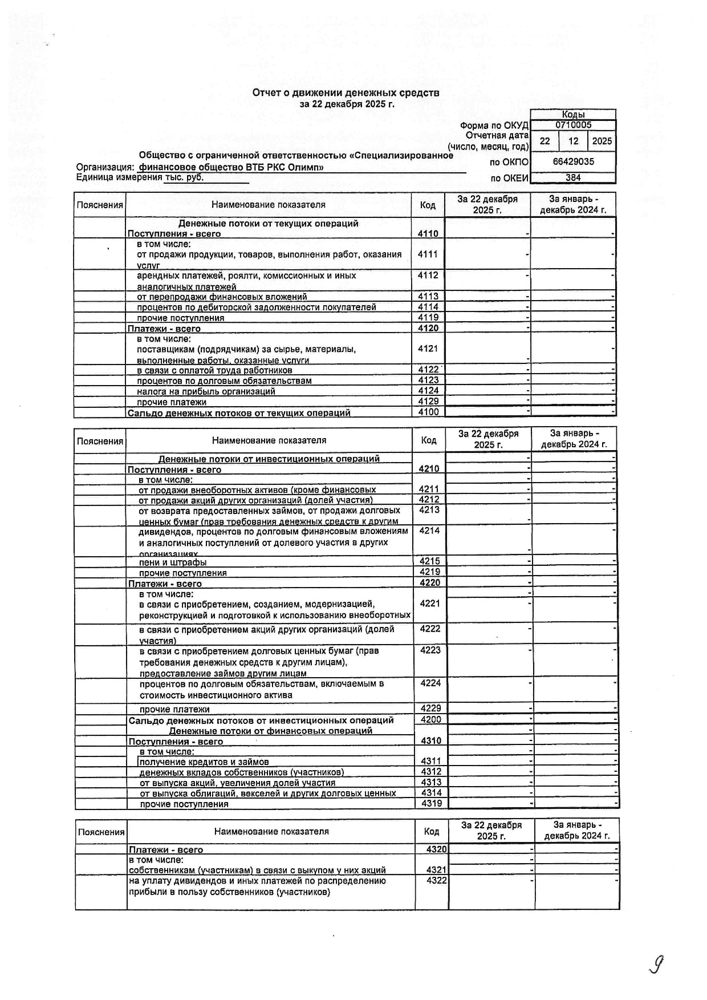 Отчет о движении денежных средств
за 22 декабря 2025 г.
Коды
Форма по ОКУД 0710005
Отчетная дата
(число, месяц, год) 22 12 2025
Общество с ограниченной ответственностью «Специализированное
Организация: финансовое общество ВТБ РКС Олимп» по ОКПО 66429035
Единица измерения тыс. руб. по ОКЕИ 384
Пояснения Наименование показателя Код За 22 декабря 2025 г. За январь - декабрь 2024 г.
Денежные потоки от текущих операций
Поступления - всего 4110 - -
в том числе:
от продажи продукции, товаров, выполнения работ, оказания 4111 - -
услуг
арендных платежей, роялти, комиссионных и иных 4112 - -
аналогичных платежей
от перепродажи финансовых вложений 4113 - -
процентов по дебиторской задолженности покупателей 4114 - -
прочие поступления 4119 - -
Платежи - всего 4120 - -
в том числе:
поставщикам (подрядчикам) за сырье, материалы, 4121 - -
выполненные работы, оказанные услуги
в связи с оплатой труда работников 4122 - -
процентов по долговым обязательствам 4123 - -
налога на прибыль организаций 4124 - -
прочие платежи 4129 - -
Сальдо денежных потоков от текущих операций 4100 - -
Пояснения Наименование показателя Код За 22 декабря 2025 г. За январь - декабрь 2024 г.
Денежные потоки от инвестиционных операций - -
Поступления - всего 4210 - -
в том числе: - -
от продажи внеоборотных активов (кроме финансовых 4211 - -
от продажи акций других организаций (долей участия) 4212 - -
от возврата предоставленных займов, от продажи долговых 4213 - -
ценных бумаг (прав требования денежных средств к другим
дивидендов, процентов по долговым финансовым вложениям 4214 - -
и аналогичных поступлений от долевого участия в других
организациях
пени и штрафы 4215 - -
прочие поступления 4219 - -
Платежи - всего 4220 - -
в том числе: - -
в связи с приобретением, созданием, модернизацией, 4221 - -
реконструкцией и подготовкой к использованию внеоборотных
в связи с приобретением акций других организаций (долей 4222 - -
участия)
в связи с приобретением долговых ценных бумаг (прав 4223 - -
требования денежных средств к другим лицам),
предоставление займов другим лицам
процентов по долговым обязательствам, включаемым в 4224 - -
стоимость инвестиционного актива
прочие платежи 4229 - -
Сальдо денежных потоков от инвестиционных операций 4200 - -
Денежные потоки от финансовых операций - -
Поступления - всего 4310 - -
в том числе: - -
получение кредитов и займов 4311 - -
денежных вкладов собственников (участников) 4312 - -
от выпуска акций, увеличения долей участия 4313 - -
от выпуска облигаций, векселей и других долговых ценных 4314 - -
прочие поступления 4319 - -
Пояснения Наименование показателя Код За 22 декабря 2025 г. За январь - декабрь 2024 г.
Платежи - всего 4320 - -
в том числе: - -
собственникам (участникам) в связи с выкупом у них акций 4321 - -
на уплату дивидендов и иных платежей по распределению 4322 - -
прибыли в пользу собственников (участников)
9